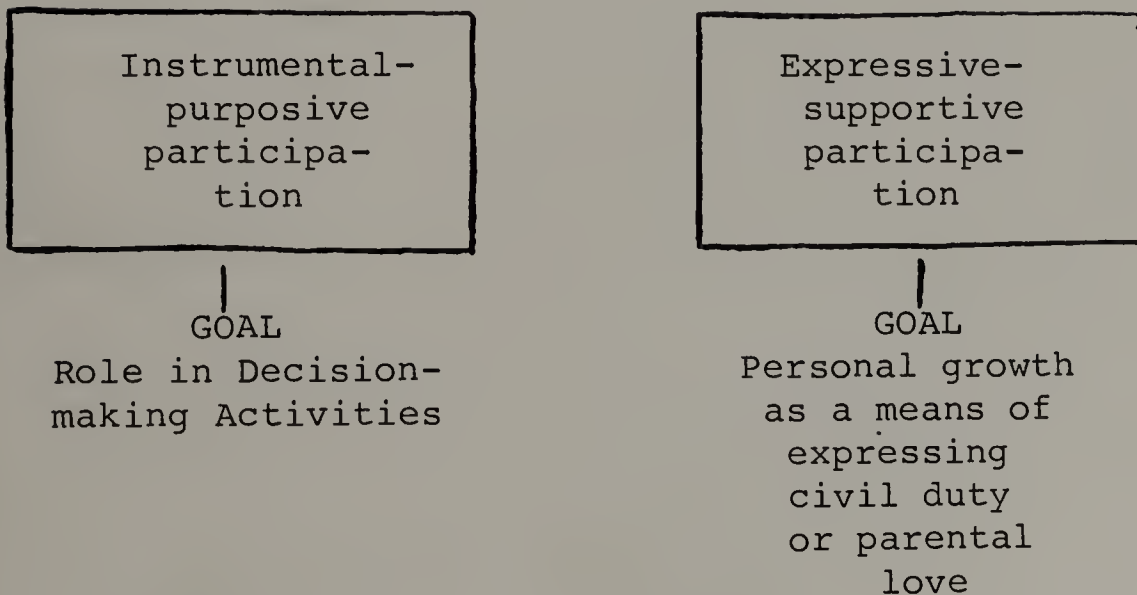 Instrumental-
purposive
participa-
tion
GOAL
Role in Decision-
making Activities
Expressive-
supportive
participa-
tion
GOAL
Personal growth
as a means of
expressing
civil duty
or parental
love